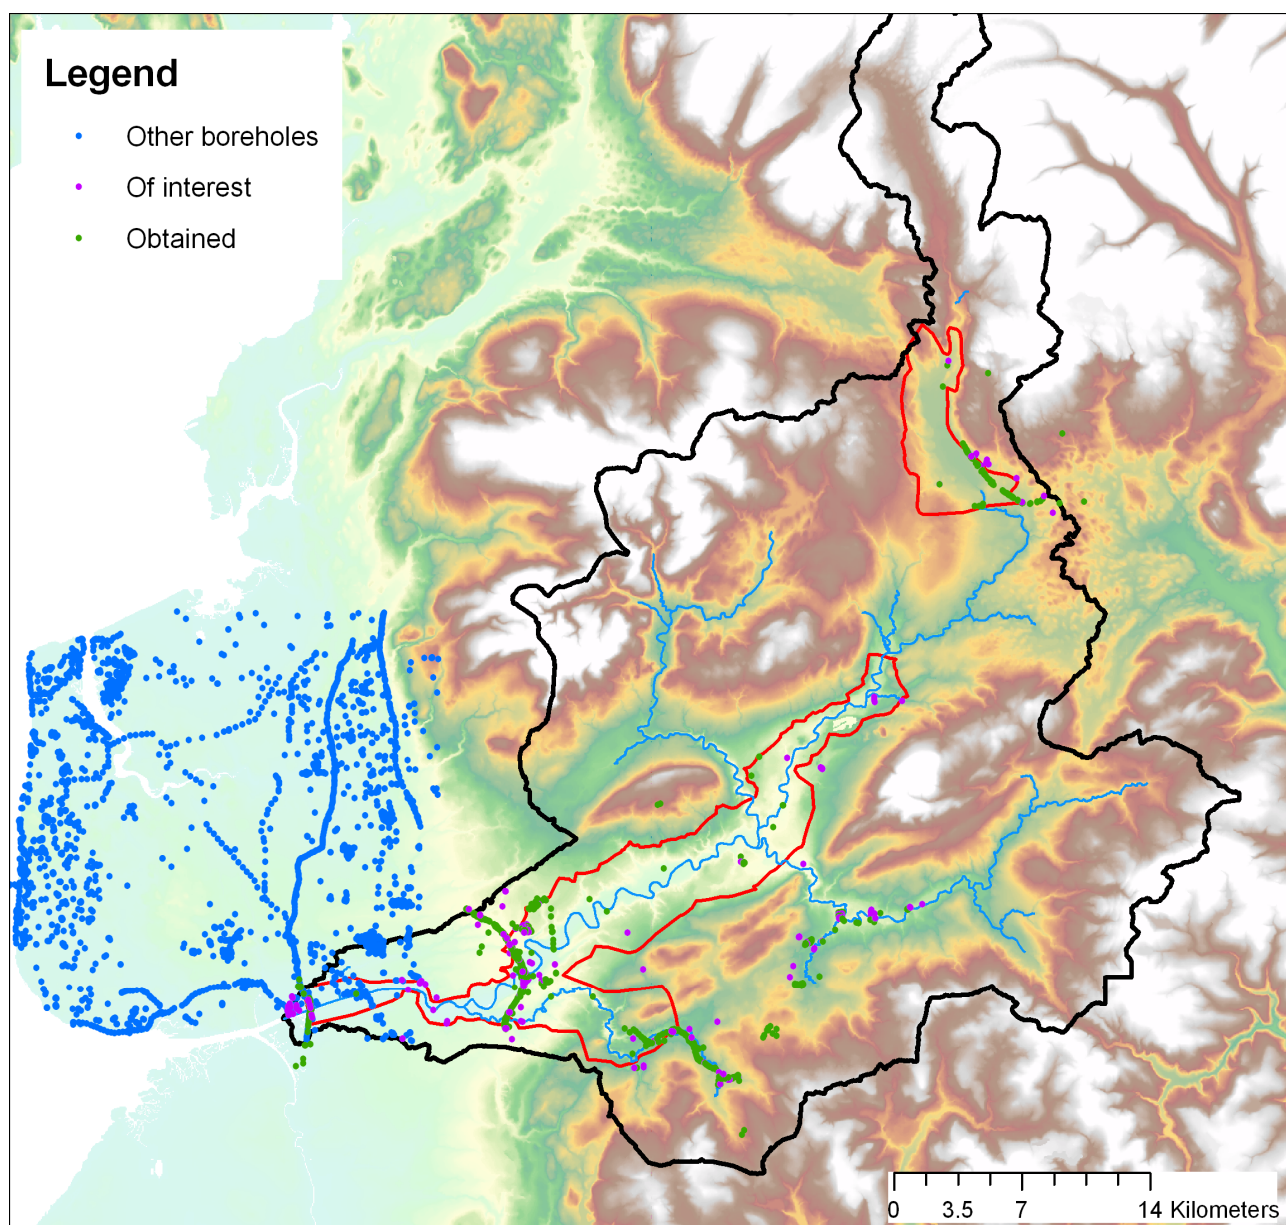 Legend
Other boreholes
Of interest
Obtained
0 3.5 7 14 Kilometers